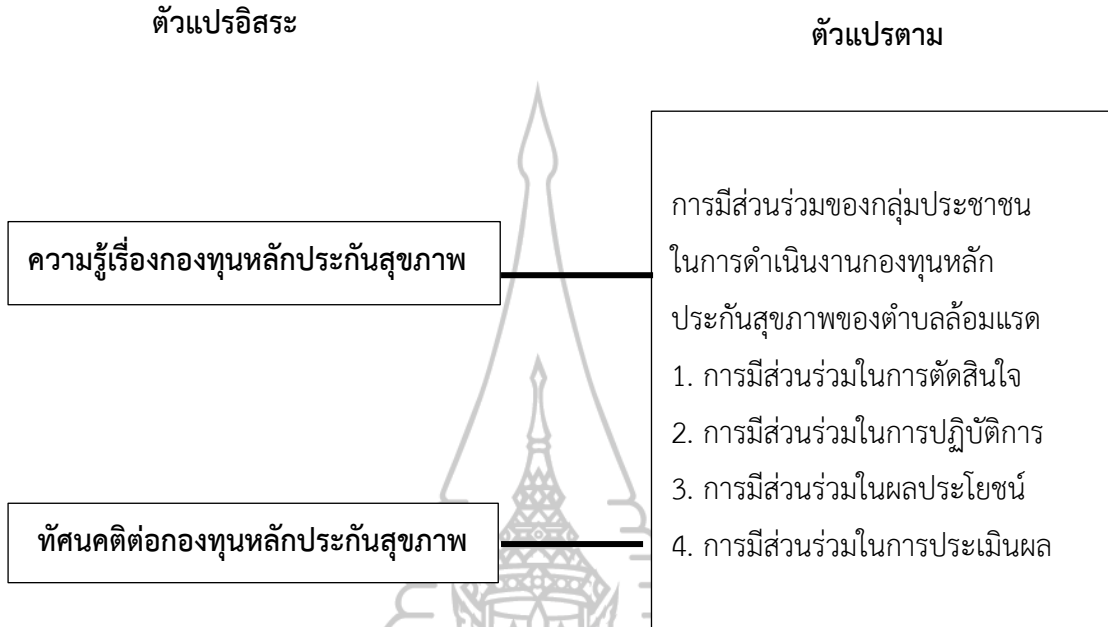 ตัวแปรอิสระ
ตัวแปรตาม
ความรู้เรื่องกองทุนหลักประกันสุขภาพ
ทัศนคติต่อกองทุนหลักประกันสุขภาพ
การมีส่วนร่วมของกลุ่มประชาชน
ในการดำเนินงานกองทุนหลัก
ประกันสุขภาพของตำบลล้อมแรด
1. การมีส่วนร่วมในการตัดสินใจ
2. การมีส่วนร่วมในการปฏิบัติการ
3. การมีส่วนร่วมในผลประโยชน์
4. การมีส่วนร่วมในการประเมินผล